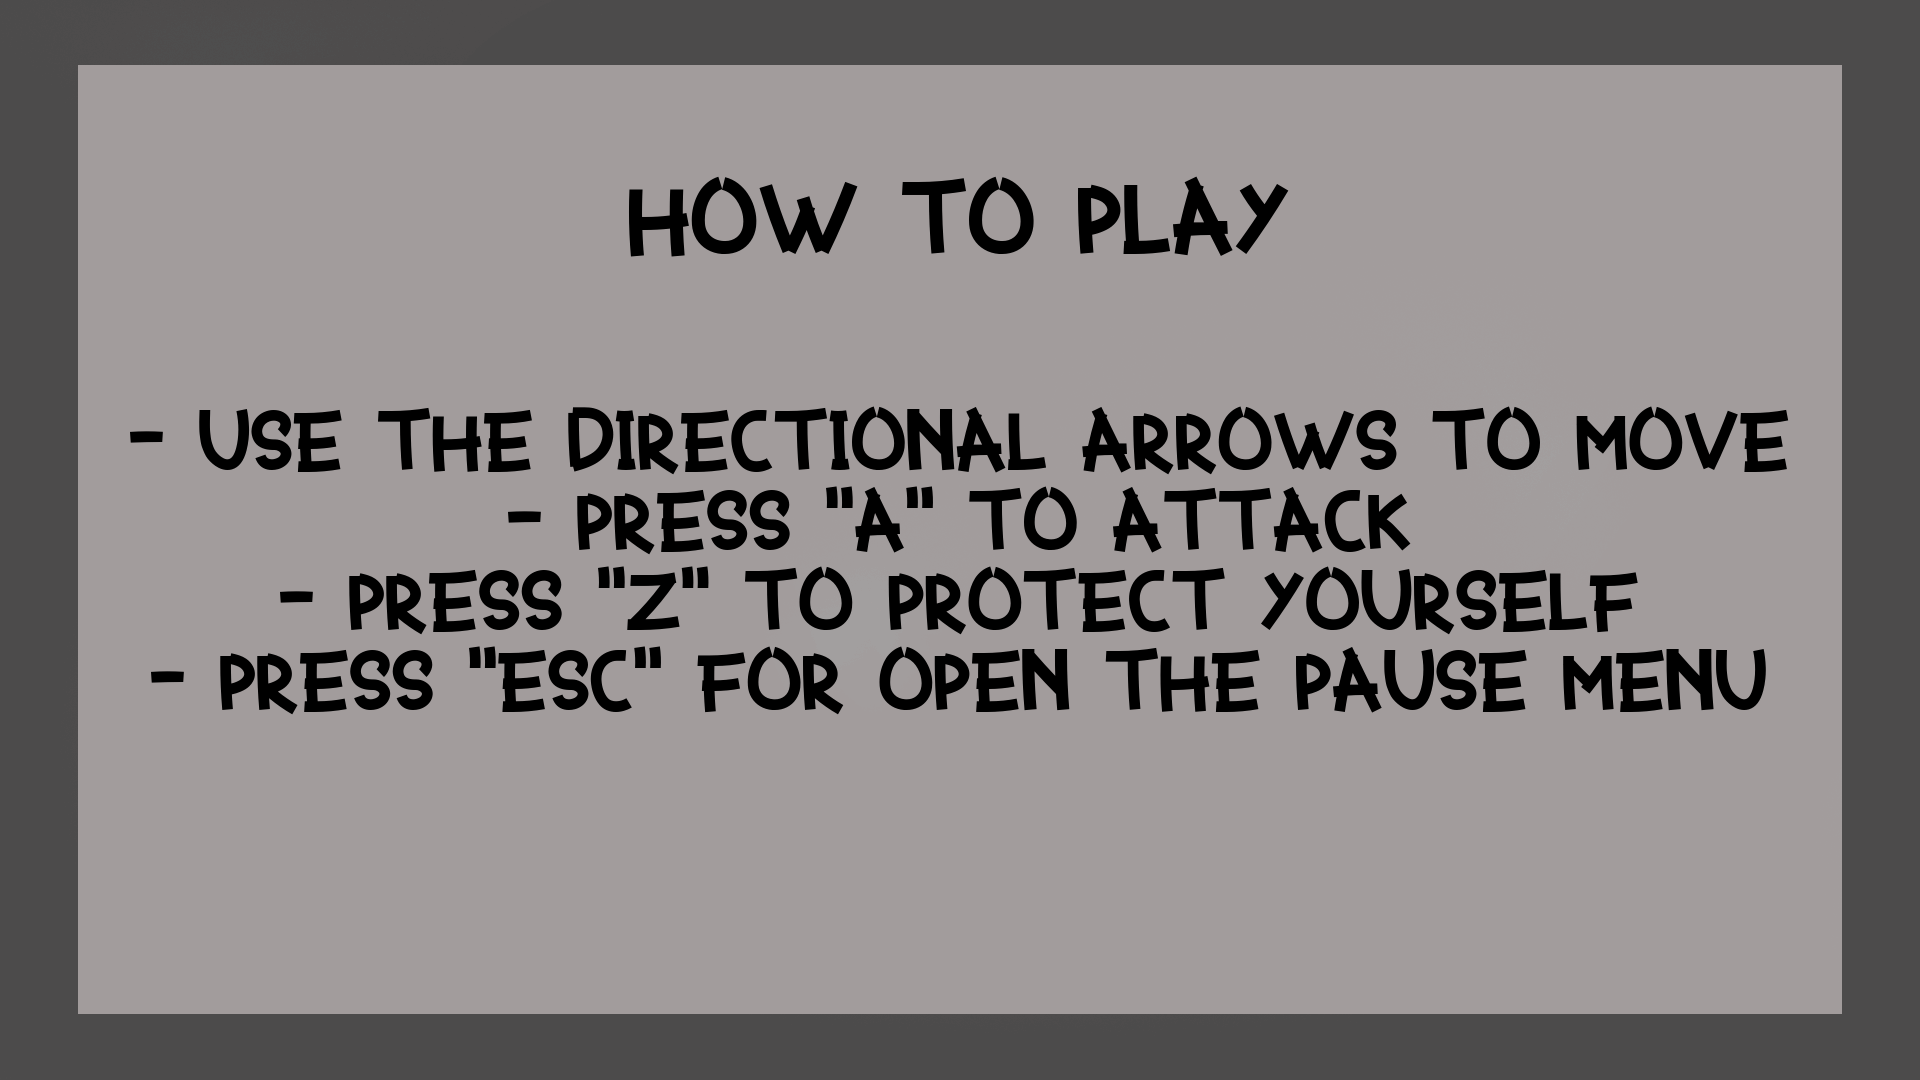 HOW TO PLAY
- USE THE DIRECTIONAL ARROWS TO MOVE
- PRESS "A" TO ATTACK
- PRESS "Z" TO PROTECT YOURSELF
- PRESS "ESC" FOR OPEN THE PAUSE MENU